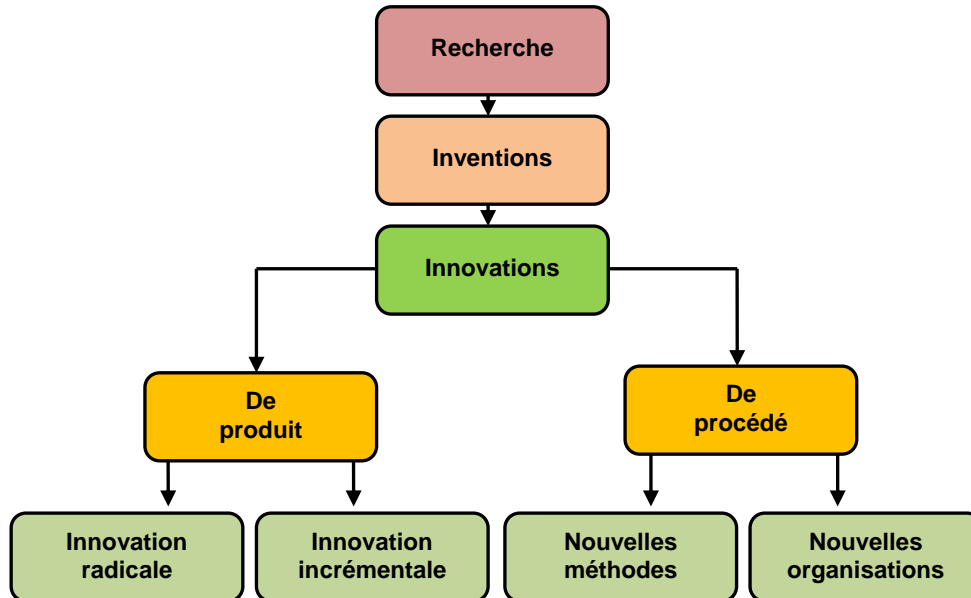 Recherche
Inventions
Innovations
De
produit
De
procédé
Innovation
radicale
Innovation
incrémentale
Nouvelles
méthodes
Nouvelles
organisations